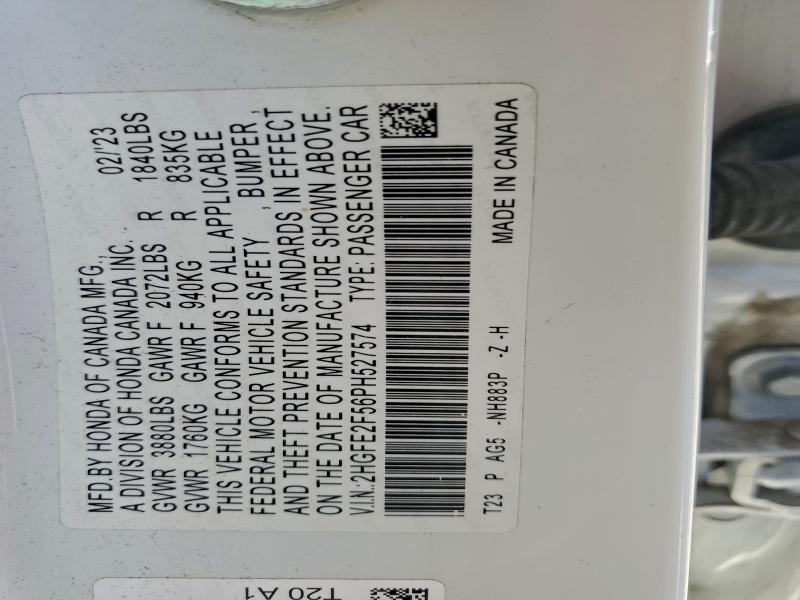 MFD.BY HONDA OF CANADA MFG., 02/'23
A DIVISION OF HONDA CANADA INC.
GVWR 3880LBS GAWR F 2072LBS R 1840LBS
GVWR 1760KG GAWR F 940KG R 835KG
THIS VEHICLE CONFORMS TO ALL APPLICABLE
FEDERAL MOTOR VEHICLE SAFETY , BUMPER,
AND THEFT PREVENTION STANDARDS IN EFFECT
ON THE DATE OF MANUFACTURE SHOWN ABOVE.
V.I.N.:2HGFE2F56PH527574 TYPE: PASSENGER CAR
T23 P AG5 -NH883P -Z -H MADE IN CANADA
T20 A1